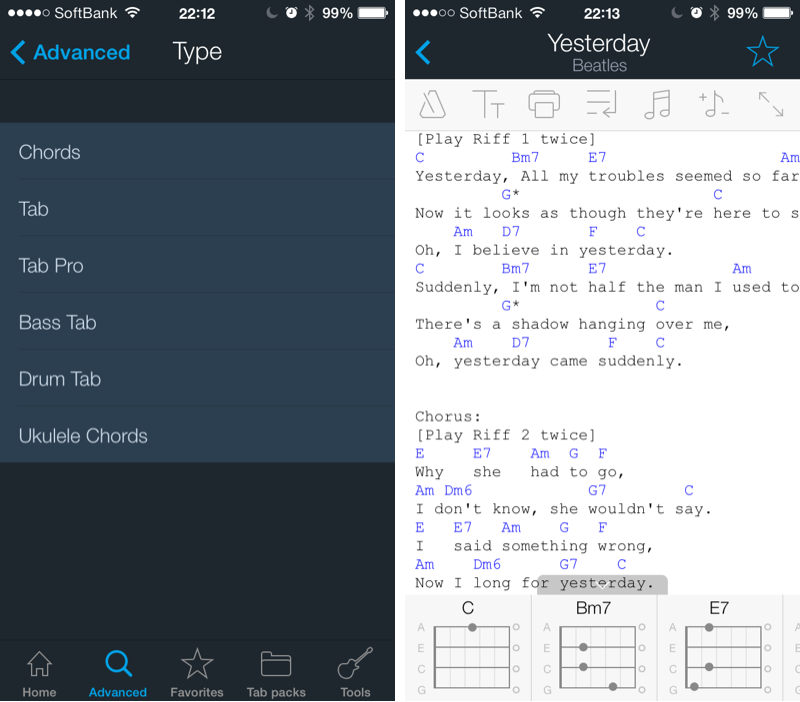 SoftBank 22:12 99%
Advanced Type
Chords
Tab
Tab Pro
Bass Tab
Drum Tab
Ukulele Chords
Home Advanced Favorites Tab packs Tools
SoftBank 22:13 99%
Yesterday
Beatles
[Play Riff 1 twice]
C Bm7 E7 Am
Yesterday, All my troubles seemed so far
G* C
Now it looks as though they're here to s
Am D7 F C
Oh, I believe in yesterday.
C Bm7 E7 Am
Suddenly, I'm not half the man I used to
G* C
There's a shadow hanging over me,
Am D7 F C
Oh, yesterday came suddenly.
Chorus:
[Play Riff 2 twice]
E E7 Am G F
Why she had to go,
Am Dm6 G7 C
I don't know, she wouldn't say.
E E7 Am G F
I said something wrong,
Am Dm6 G7 C
Now I long for yesterday.
C Bm7 E7
A A A A
E E E E
C C C C
G G G G